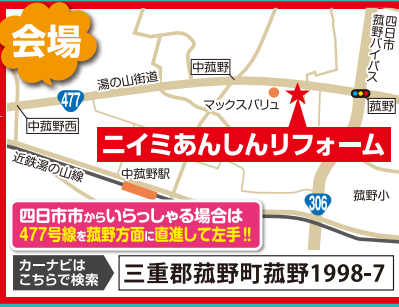 会場
四日市
菰野バイパス
中菰野
湯の山街道
477
マックスバリュ
菰野
中菰野西
ニイミあんしんリフォーム
近鉄湯の山線
中菰野駅
306
菰野小
四日市市からいらっしゃる場合は
477号線を菰野方面に直進して左手!!
カーナビは
こちらで検索
三重郡菰野町菰野1998-7